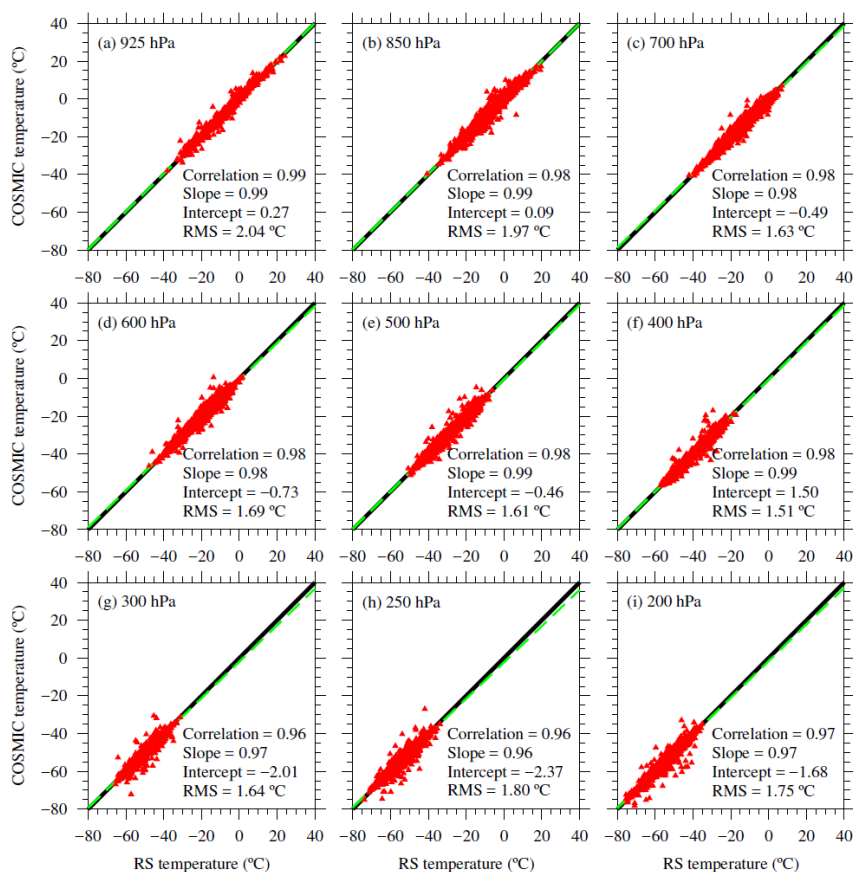 (a) 925 hPa
(b) 850 hPa
(c) 700 hPa
COSMIC temperature (ºC)
40
20
0
−20
−40
−60
−80
Correlation = 0.99
Slope = 0.99
Intercept = 0.27
RMS = 2.04 ºC
−80 −60 −40 −20 0 20 40
Correlation = 0.98
Slope = 0.99
Intercept = 0.09
RMS = 1.97 ºC
−80 −60 −40 −20 0 20 40
Correlation = 0.98
Slope = 0.98
Intercept = −0.49
RMS = 1.63 ºC
−80 −60 −40 −20 0 20 40
(d) 600 hPa
(e) 500 hPa
(f) 400 hPa
COSMIC temperature (ºC)
40
20
0
−20
−40
−60
−80
Correlation = 0.98
Slope = 0.98
Intercept = −0.73
RMS = 1.69 ºC
−80 −60 −40 −20 0 20 40
Correlation = 0.98
Slope = 0.99
Intercept = −0.46
RMS = 1.61 ºC
−80 −60 −40 −20 0 20 40
Correlation = 0.98
Slope = 0.99
Intercept = 1.50
RMS = 1.51 ºC
−80 −60 −40 −20 0 20 40
(g) 300 hPa
(h) 250 hPa
(i) 200 hPa
COSMIC temperature (ºC)
40
20
0
−20
−40
−60
−80
Correlation = 0.96
Slope = 0.97
Intercept = −2.01
RMS = 1.64 ºC
−80 −60 −40 −20 0 20 40
RS temperature (ºC)
Correlation = 0.96
Slope = 0.96
Intercept = −2.37
RMS = 1.80 ºC
−80 −60 −40 −20 0 20 40
RS temperature (ºC)
Correlation = 0.97
Slope = 0.97
Intercept = −1.68
RMS = 1.75 ºC
−80 −60 −40 −20 0 20 40
RS temperature (ºC)